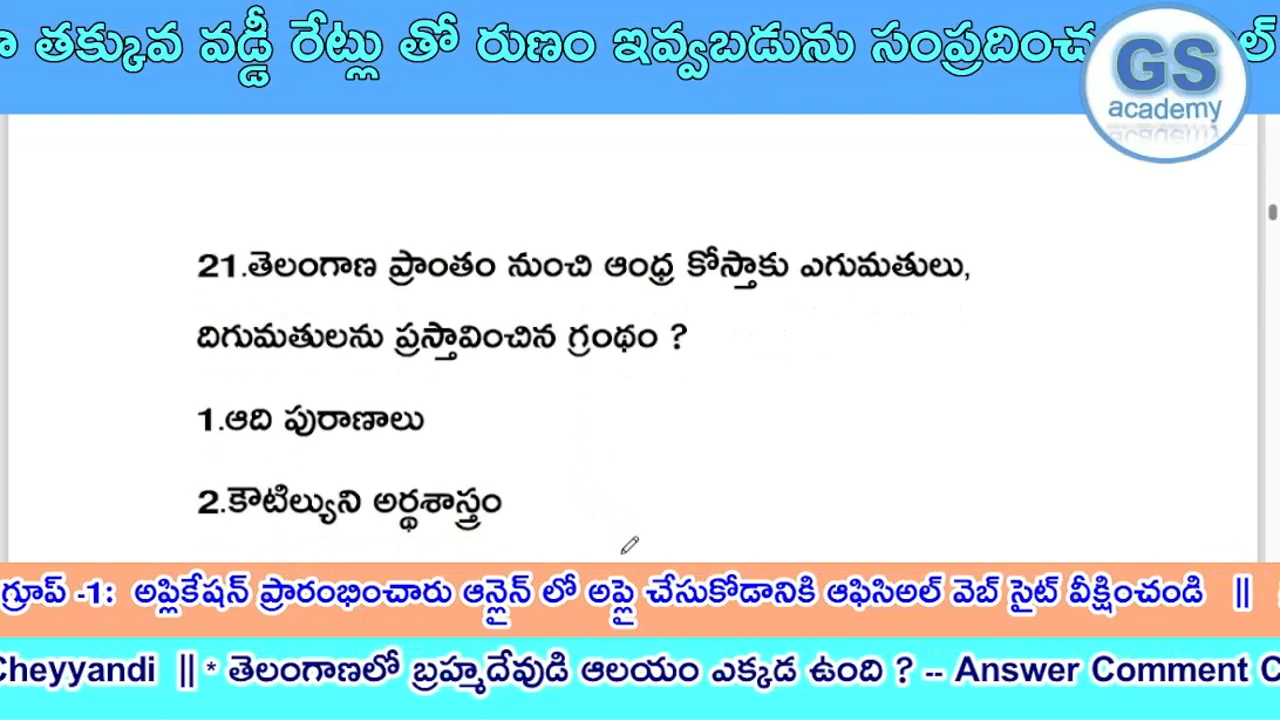 తక్కువ వడ్డీ రేట్లు తో రుణం ఇవ్వబడును సంప్రదించ
GS
academy
21.తెలంగాణ ప్రాంతం నుంచి ఆంధ్ర కోస్తాకు ఎగుమతులు,
దిగుమతులను ప్రస్తావించిన గ్రంథం ?
1.ఆది పురాణాలు
2.కౌటిల్యుని అర్థశాస్త్రం
గ్రూప్ -1: అప్లికేషన్ ప్రారంభించారు ఆన్లైన్ లో అప్లై చేసుకోడానికి ఆఫిసిఅల్ వెబ్ సైట్ వీక్షించండి ||
Cheyyandi || * తెలంగాణలో బ్రహ్మదేవుడి ఆలయం ఎక్కడ ఉంది ? -- Answer Comment C